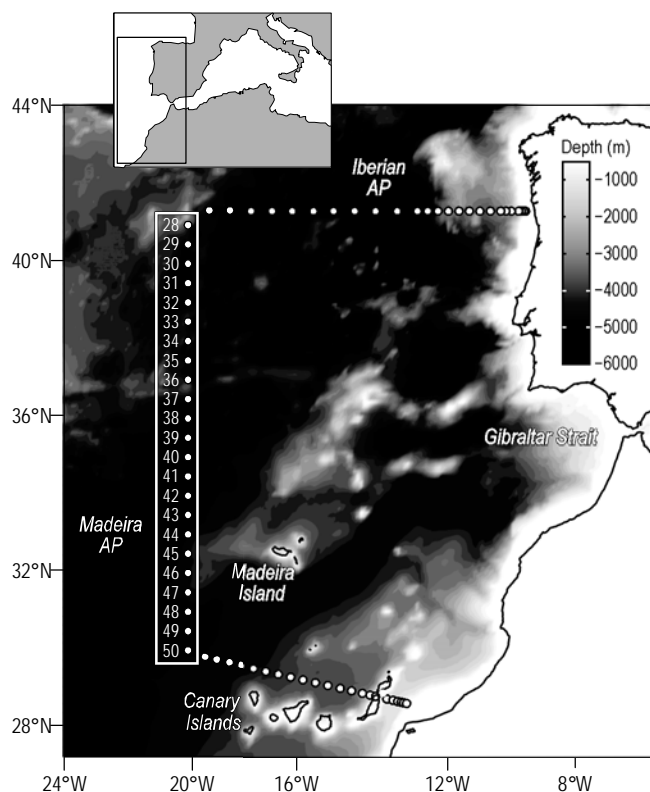 44°N
40°N
36°N
32°N
28°N
24°W
20°W
16°W
12°W
8°W
Iberian
AP
Depth (m)
−1000
−2000
−3000
−4000
−5000
−6000
28
29
30
31
32
33
34
35
36
37
38
39
40
41
42
43
44
45
46
47
48
49
50
Gibraltar Strait
Madeira
AP
Madeira
Island
Canary
Islands